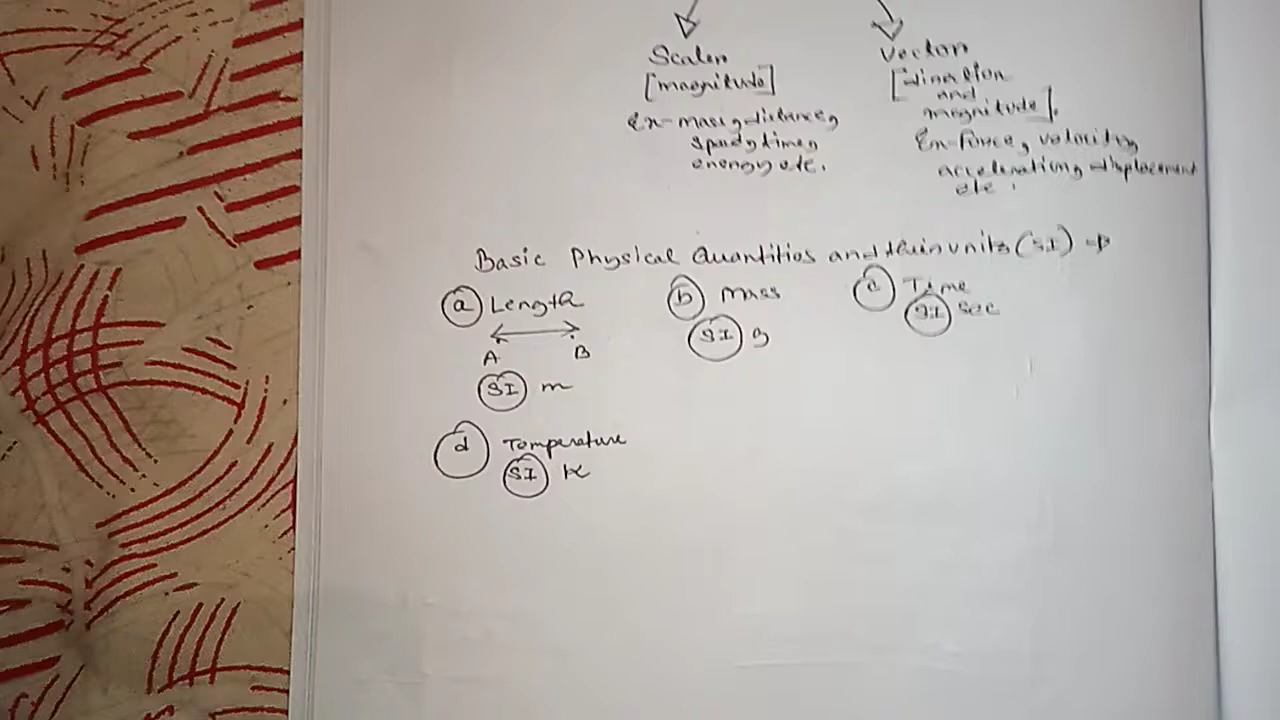 Scalar
[magnitude]
Ex- mass, distance,
speed, time,
energy etc.
Vector
[direction
and
magnitude].
Ex- Force, velocity,
acceleration, displacement
etc.
Basic Physical Quantities and their units (SI) ⇒
a Length
A B
SI m
b Mass
SI g
c Time
SI sec
d Temperature
SI K